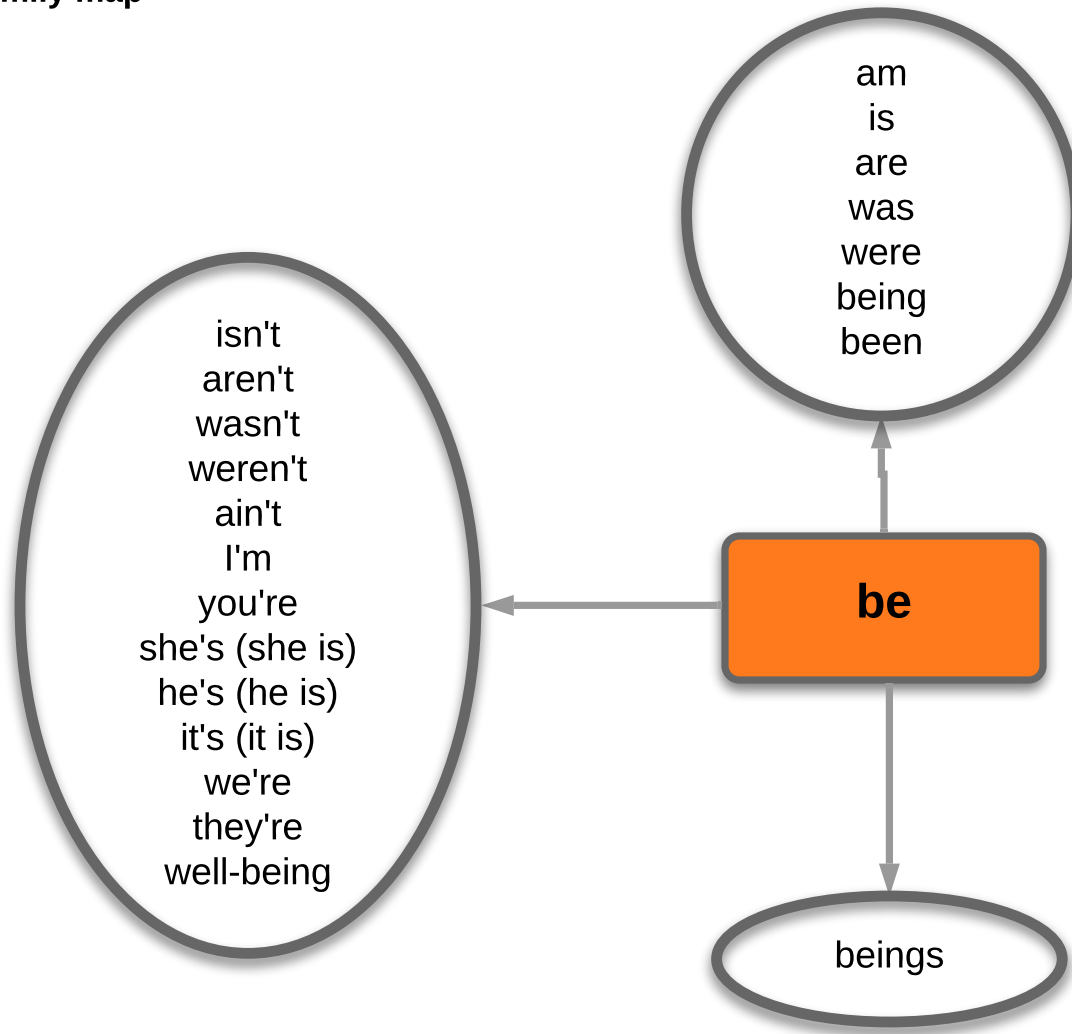 map
am
is
are
was
were
being
been
isn't
aren't
wasn't
weren't
ain't
I'm
you're
she's (she is)
he's (he is)
it's (it is)
we're
they're
well-being
be
beings